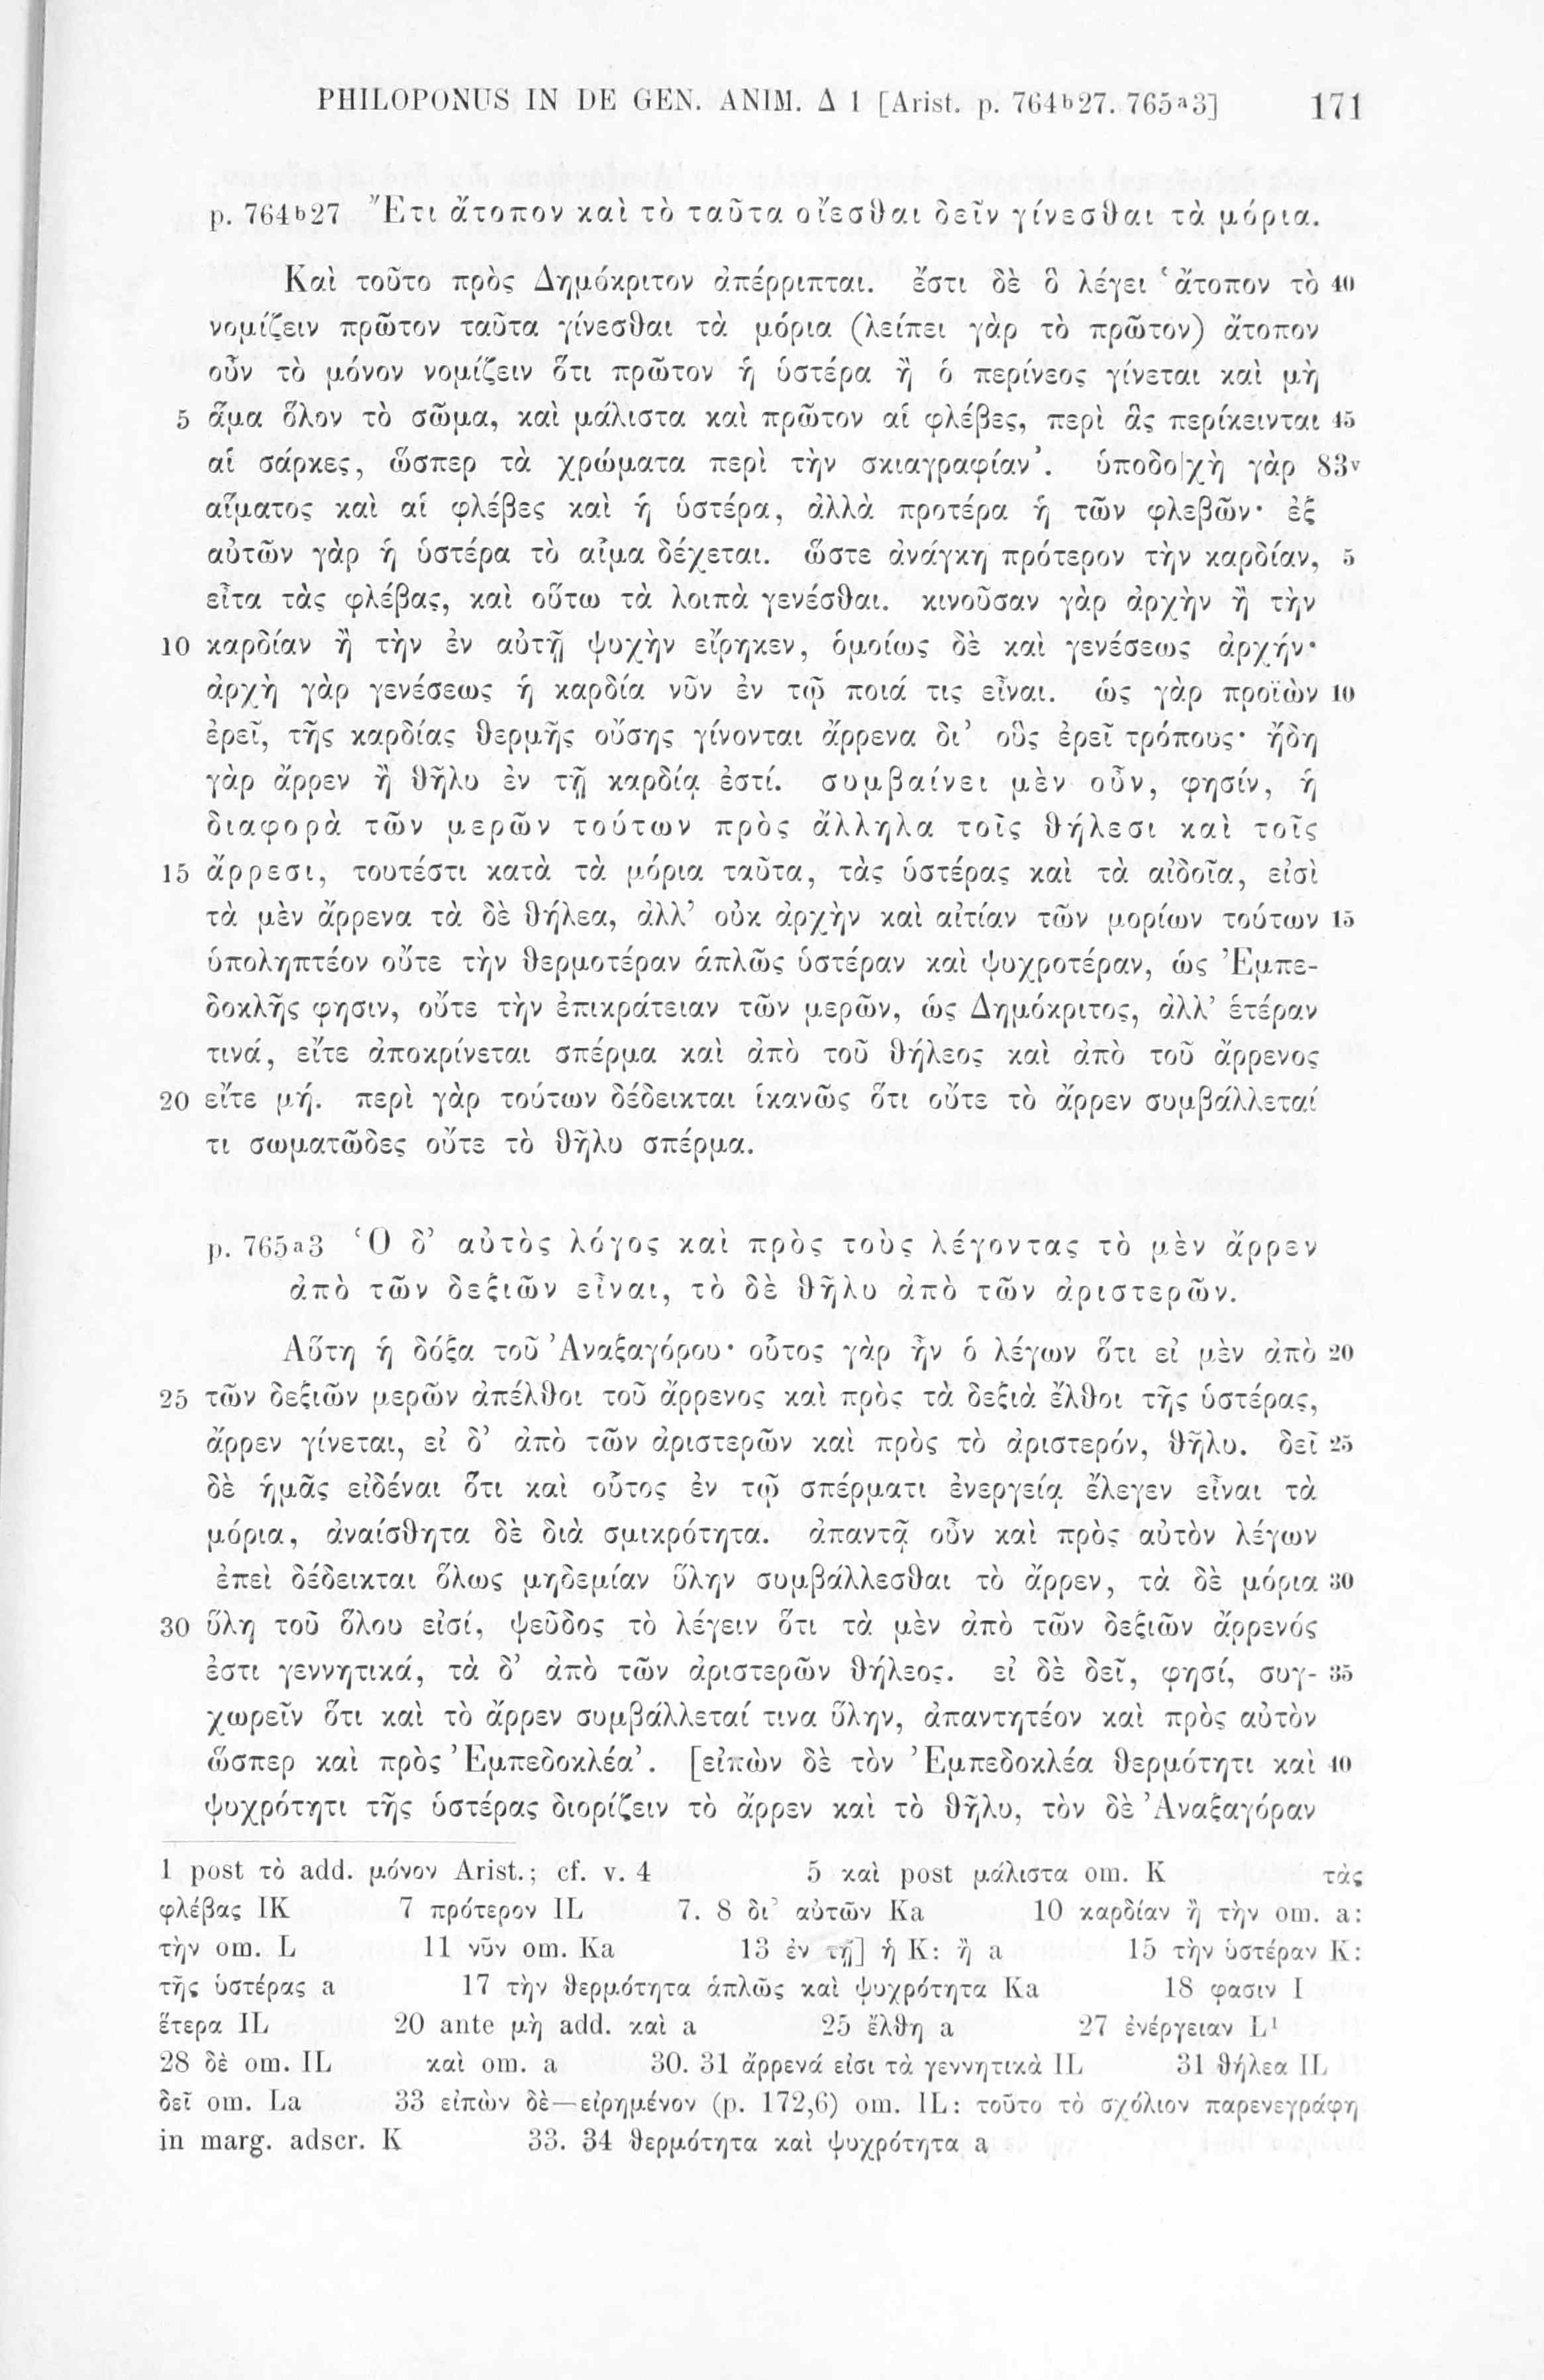 PHILOPONUS IN DE GEN. ANIM. Δ 1 [Arist. p. 764ᵇ27. 765ᵃ3] 171
p. 764ᵇ27 Ἔτι ἄτοπον καὶ τὸ ταῦτα οἴεσθαι δεῖν γίνεσθαι τὰ μόρια.
Καὶ τοῦτο πρὸς Δημόκριτον ἀπέρριπται. ἔστι δὲ ὃ λέγει ‘ἄτοπον τὸ 40
νομίζειν πρῶτον ταῦτα γίνεσθαι τὰ μόρια (λείπει γὰρ τὸ πρῶτον) ἄτοπον
οὖν τὸ μόνον νομίζειν ὅτι πρῶτον ἡ ὑστέρα ἢ ὁ περίνεος γίνεται καὶ μὴ
5 ἅμα ὅλον τὸ σῶμα, καὶ μάλιστα καὶ πρῶτον αἱ φλέβες, περὶ ἃς περίκεινται 45
αἱ σάρκες, ὥσπερ τὰ χρώματα περὶ τὴν σκιαγραφίαν’. ὑποδο|χὴ γὰρ 83ᵛ
αἵματος καὶ αἱ φλέβες καὶ ἡ ὑστέρα, ἀλλὰ προτέρα ἡ τῶν φλεβῶν· ἐξ
αὐτῶν γὰρ ἡ ὑστέρα τὸ αἷμα δέχεται. ὥστε ἀνάγκη πρότερον τὴν καρδίαν, 5
εἶτα τὰς φλέβας, καὶ οὕτω τὰ λοιπὰ γενέσθαι. κινοῦσαν γὰρ ἀρχὴν ἢ τὴν
10 καρδίαν ἢ τὴν ἐν αὐτῇ ψυχὴν εἴρηκεν, ὁμοίως δὲ καὶ γενέσεως ἀρχήν·
ἀρχὴ γὰρ γενέσεως ἡ καρδία νῦν ἐν τῷ ποιά τις εἶναι. ὡς γὰρ προϊὼν 10
ἐρεῖ, τῆς καρδίας θερμῆς οὔσης γίνονται ἄρρενα δι’ οὓς ἐρεῖ τρόπους· ἤδη
γὰρ ἄρρεν ἢ θῆλυ ἐν τῇ καρδίᾳ ἐστί. συμβαίνει μὲν οὖν, φησίν, ἡ
διαφορὰ τῶν μερῶν τούτων πρὸς ἄλληλα τοῖς θήλεσι καὶ τοῖς
15 ἄρρεσι, τουτέστι κατὰ τὰ μόρια ταῦτα, τὰς ὑστέρας καὶ τὰ αἰδοῖα, εἰσὶ
τὰ μὲν ἄρρενα τὰ δὲ θήλεα, ἀλλ’ οὐκ ἀρχὴν καὶ αἰτίαν τῶν μορίων τούτων 15
ὑποληπτέον οὔτε τὴν θερμοτέραν ἁπλῶς ὑστέραν καὶ ψυχροτέραν, ὡς Ἐμπε-
δοκλῆς φησιν, οὔτε τὴν ἐπικράτειαν τῶν μερῶν, ὡς Δημόκριτος, ἀλλ’ ἑτέραν
τινά, εἴτε ἀποκρίνεται σπέρμα καὶ ἀπὸ τοῦ θήλεος καὶ ἀπὸ τοῦ ἄρρενος
20 εἴτε μή. περὶ γὰρ τούτων δέδεικται ἱκανῶς ὅτι οὔτε τὸ ἄρρεν συμβάλλεταί
τι σωματῶδες οὔτε τὸ θῆλυ σπέρμα.
p. 765ᵃ3 Ὁ δ’ αὐτὸς λόγος καὶ πρὸς τοὺς λέγοντας τὸ μὲν ἄρρεν
ἀπὸ τῶν δεξιῶν εἶναι, τὸ δὲ θῆλυ ἀπὸ τῶν ἀριστερῶν.
Αὕτη ἡ δόξα τοῦ Ἀναξαγόρου· οὗτος γὰρ ἦν ὁ λέγων ὅτι εἰ μὲν ἀπὸ 20
25 τῶν δεξιῶν μερῶν ἀπέλθοι τοῦ ἄρρενος καὶ πρὸς τὰ δεξιὰ ἔλθοι τῆς ὑστέρας,
ἄρρεν γίνεται, εἰ δ’ ἀπὸ τῶν ἀριστερῶν καὶ πρὸς τὸ ἀριστερόν, θῆλυ. δεῖ 25
δὲ ἡμᾶς εἰδέναι ὅτι καὶ οὗτος ἐν τῷ σπέρματι ἐνεργείᾳ ἔλεγεν εἶναι τὰ
μόρια, ἀναίσθητα δὲ διὰ σμικρότητα. ἀπαντᾷ οὖν καὶ πρὸς αὐτὸν λέγων
‘ἐπεὶ δέδεικται ὅλως μηδεμίαν ὕλην συμβάλλεσθαι τὸ ἄρρεν, τὰ δὲ μόρια 30
30 ὕλη τοῦ ὅλου εἰσί, ψεῦδος τὸ λέγειν ὅτι τὰ μὲν ἀπὸ τῶν δεξιῶν ἄρρενός
ἐστι γεννητικά, τὰ δ’ ἀπὸ τῶν ἀριστερῶν θήλεος. εἰ δὲ δεῖ, φησί, συγ- 35
χωρεῖν ὅτι καὶ τὸ ἄρρεν συμβάλλεταί τινα ὕλην, ἀπαντητέον καὶ πρὸς αὐτὸν
ὥσπερ καὶ πρὸς Ἐμπεδοκλέα’. [εἰπὼν δὲ τὸν Ἐμπεδοκλέα θερμότητι καὶ 40
ψυχρότητι τῆς ὑστέρας διορίζειν τὸ ἄρρεν καὶ τὸ θῆλυ, τὸν δὲ Ἀναξαγόραν
1 post τὸ add. μόνον Arist.; cf. v. 4 5 καὶ post μάλιστα om. K τὰς
φλέβας IK 7 πρότερον IL 7. 8 δι’ αὐτῶν Ka 10 καρδίαν ἢ τὴν om. a:
τὴν om. L 11 νῦν om. Ka 13 ἐν τῇ] ἡ K: ἢ a 15 τὴν ὑστέραν K:
τῆς ὑστέρας a 17 τὴν θερμότητα ἁπλῶς καὶ ψυχρότητα Ka 18 φασιν I
ἕτερα IL 20 ante μὴ add. καὶ a 25 ἔλθη a 27 ἐνέργειαν L¹
28 δὲ om. IL καὶ om. a 30. 31 ἄρρενά εἰσι τὰ γεννητικὰ IL 31 θήλεα IL
δεῖ om. La 33 εἰπὼν δὲ—εἰρημένον (p. 172,6) om. IL: τοῦτο τὸ σχόλιον παρενεγράφη
in marg. adscr. K 33. 34 θερμότητα καὶ ψυχρότητα a